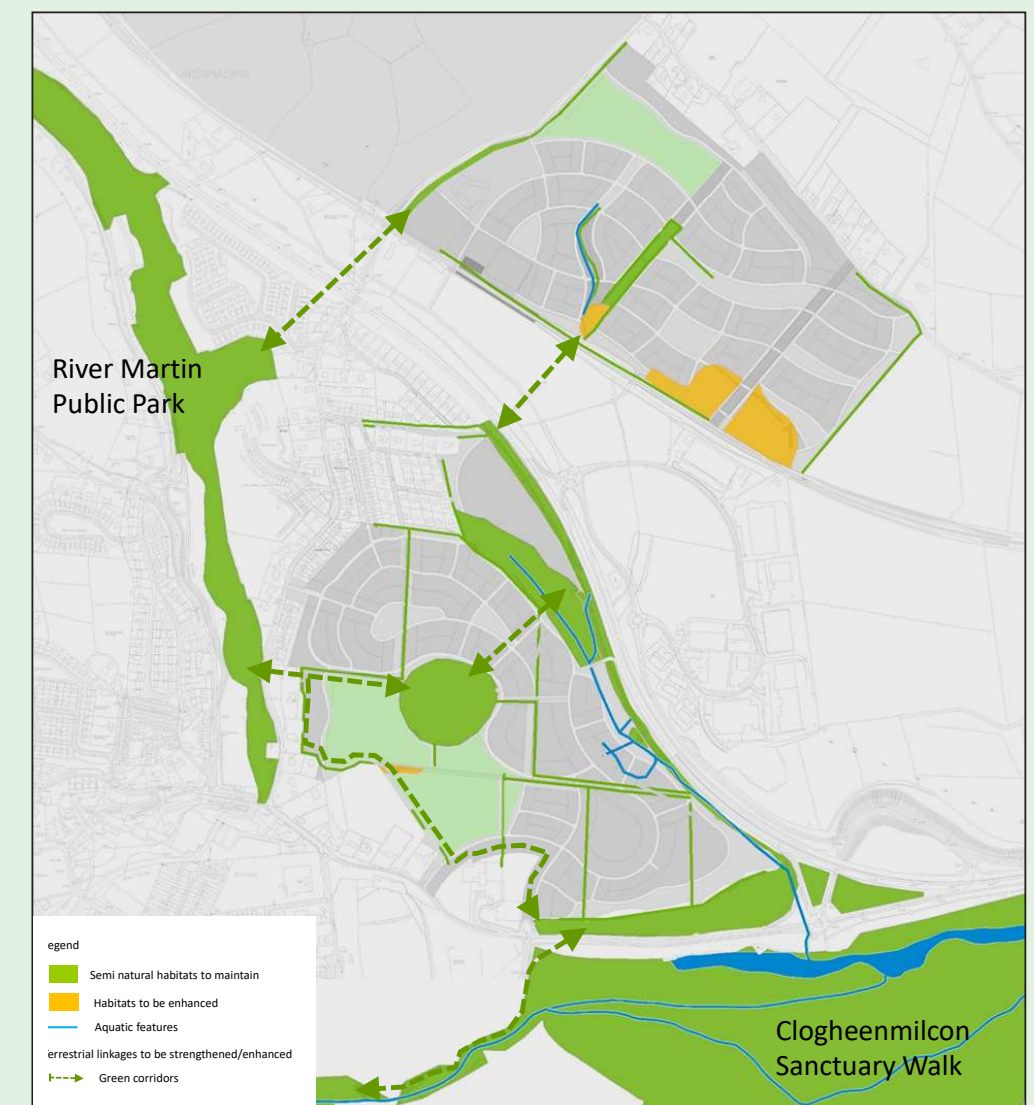 River Martin
Public Park
egend
Semi natural habitats to maintain
Habitats to be enhanced
Aquatic features
errestrial linkages to be strengthened/enhanced
Green corridors
Clogheenmilcon
Sanctuary Walk